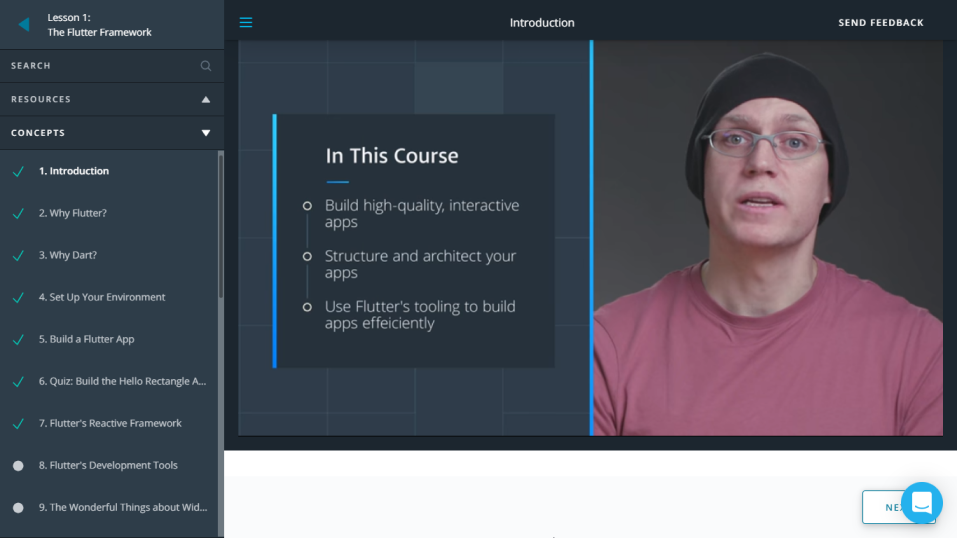 Lesson 1:
The Flutter Framework
SEARCH
RESOURCES
CONCEPTS
1. Introduction
2. Why Flutter?
3. Why Dart?
4. Set Up Your Environment
5. Build a Flutter App
6. Quiz: Build the Hello Rectangle A...
7. Flutter's Reactive Framework
8. Flutter's Development Tools
9. The Wonderful Things about Wid...
Introduction
SEND FEEDBACK
In This Course
Build high-quality, interactive
apps
Structure and architect your
apps
Use Flutter's tooling to build
apps effeiciently